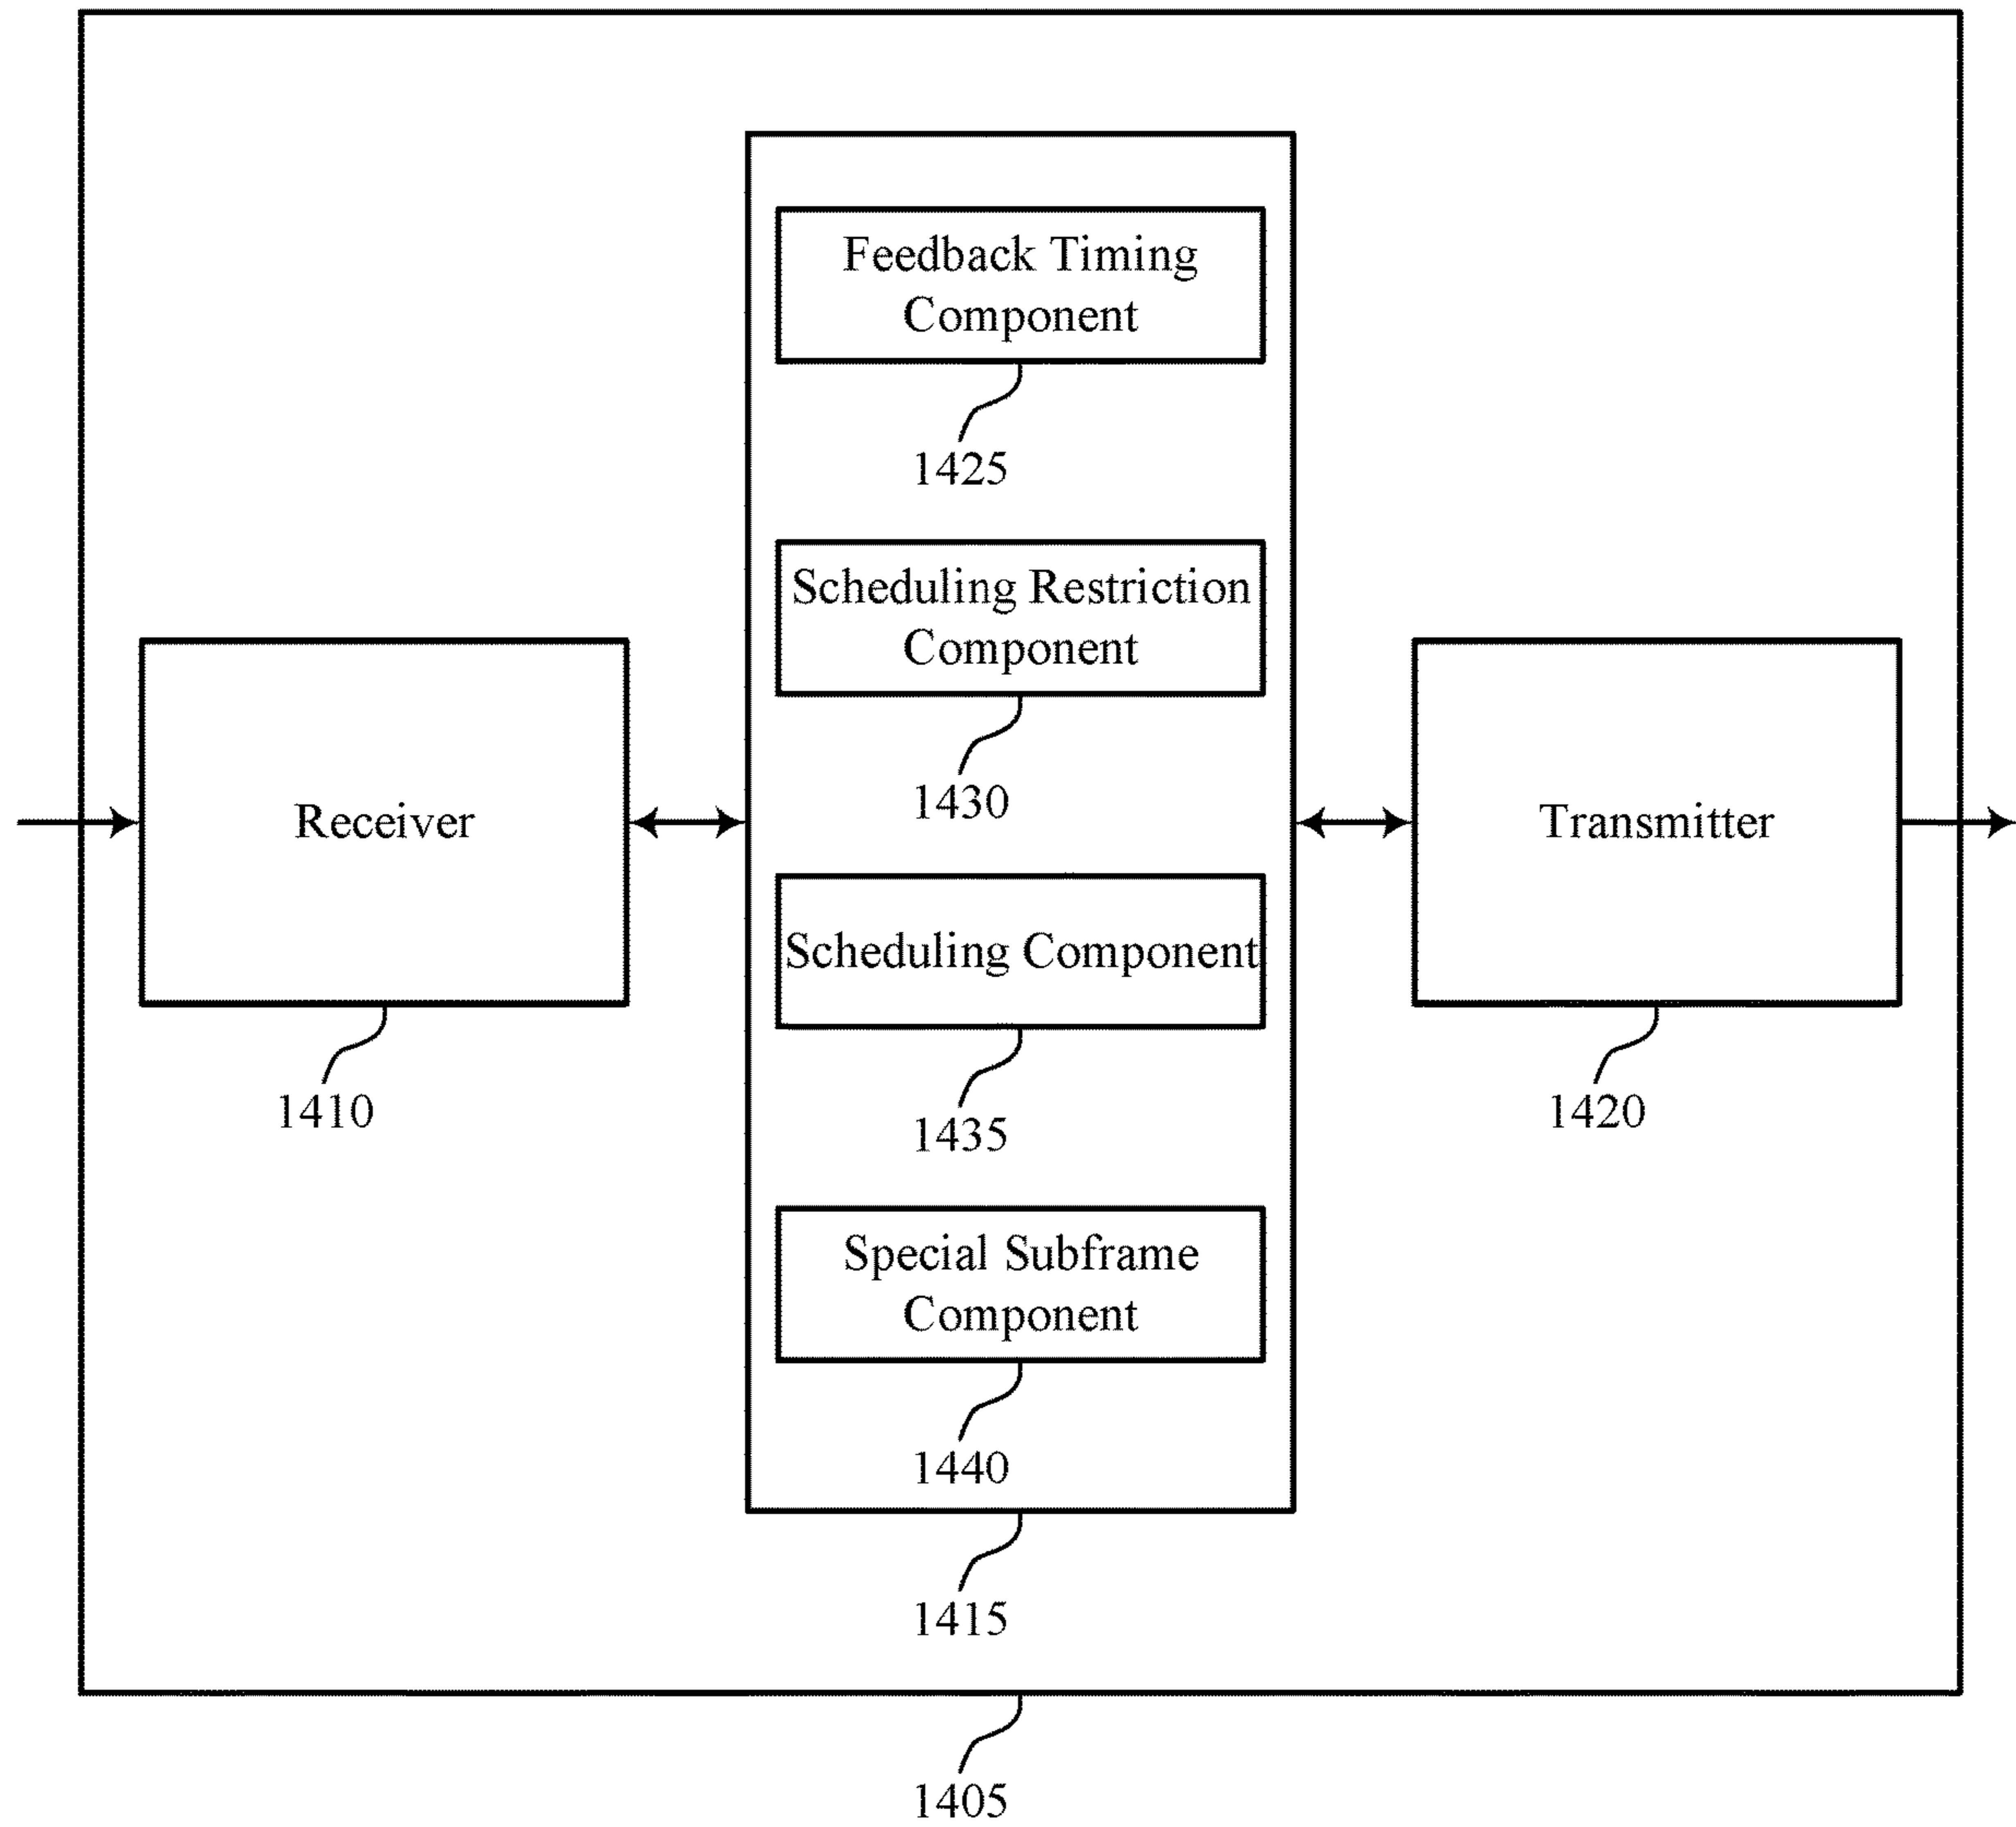 Feedback Timing
Component
1425
Scheduling Restriction
Component
1430
Receiver
1410
Scheduling Component
1435
Transmitter
1420
Special Subframe
Component
1440
1415
1405